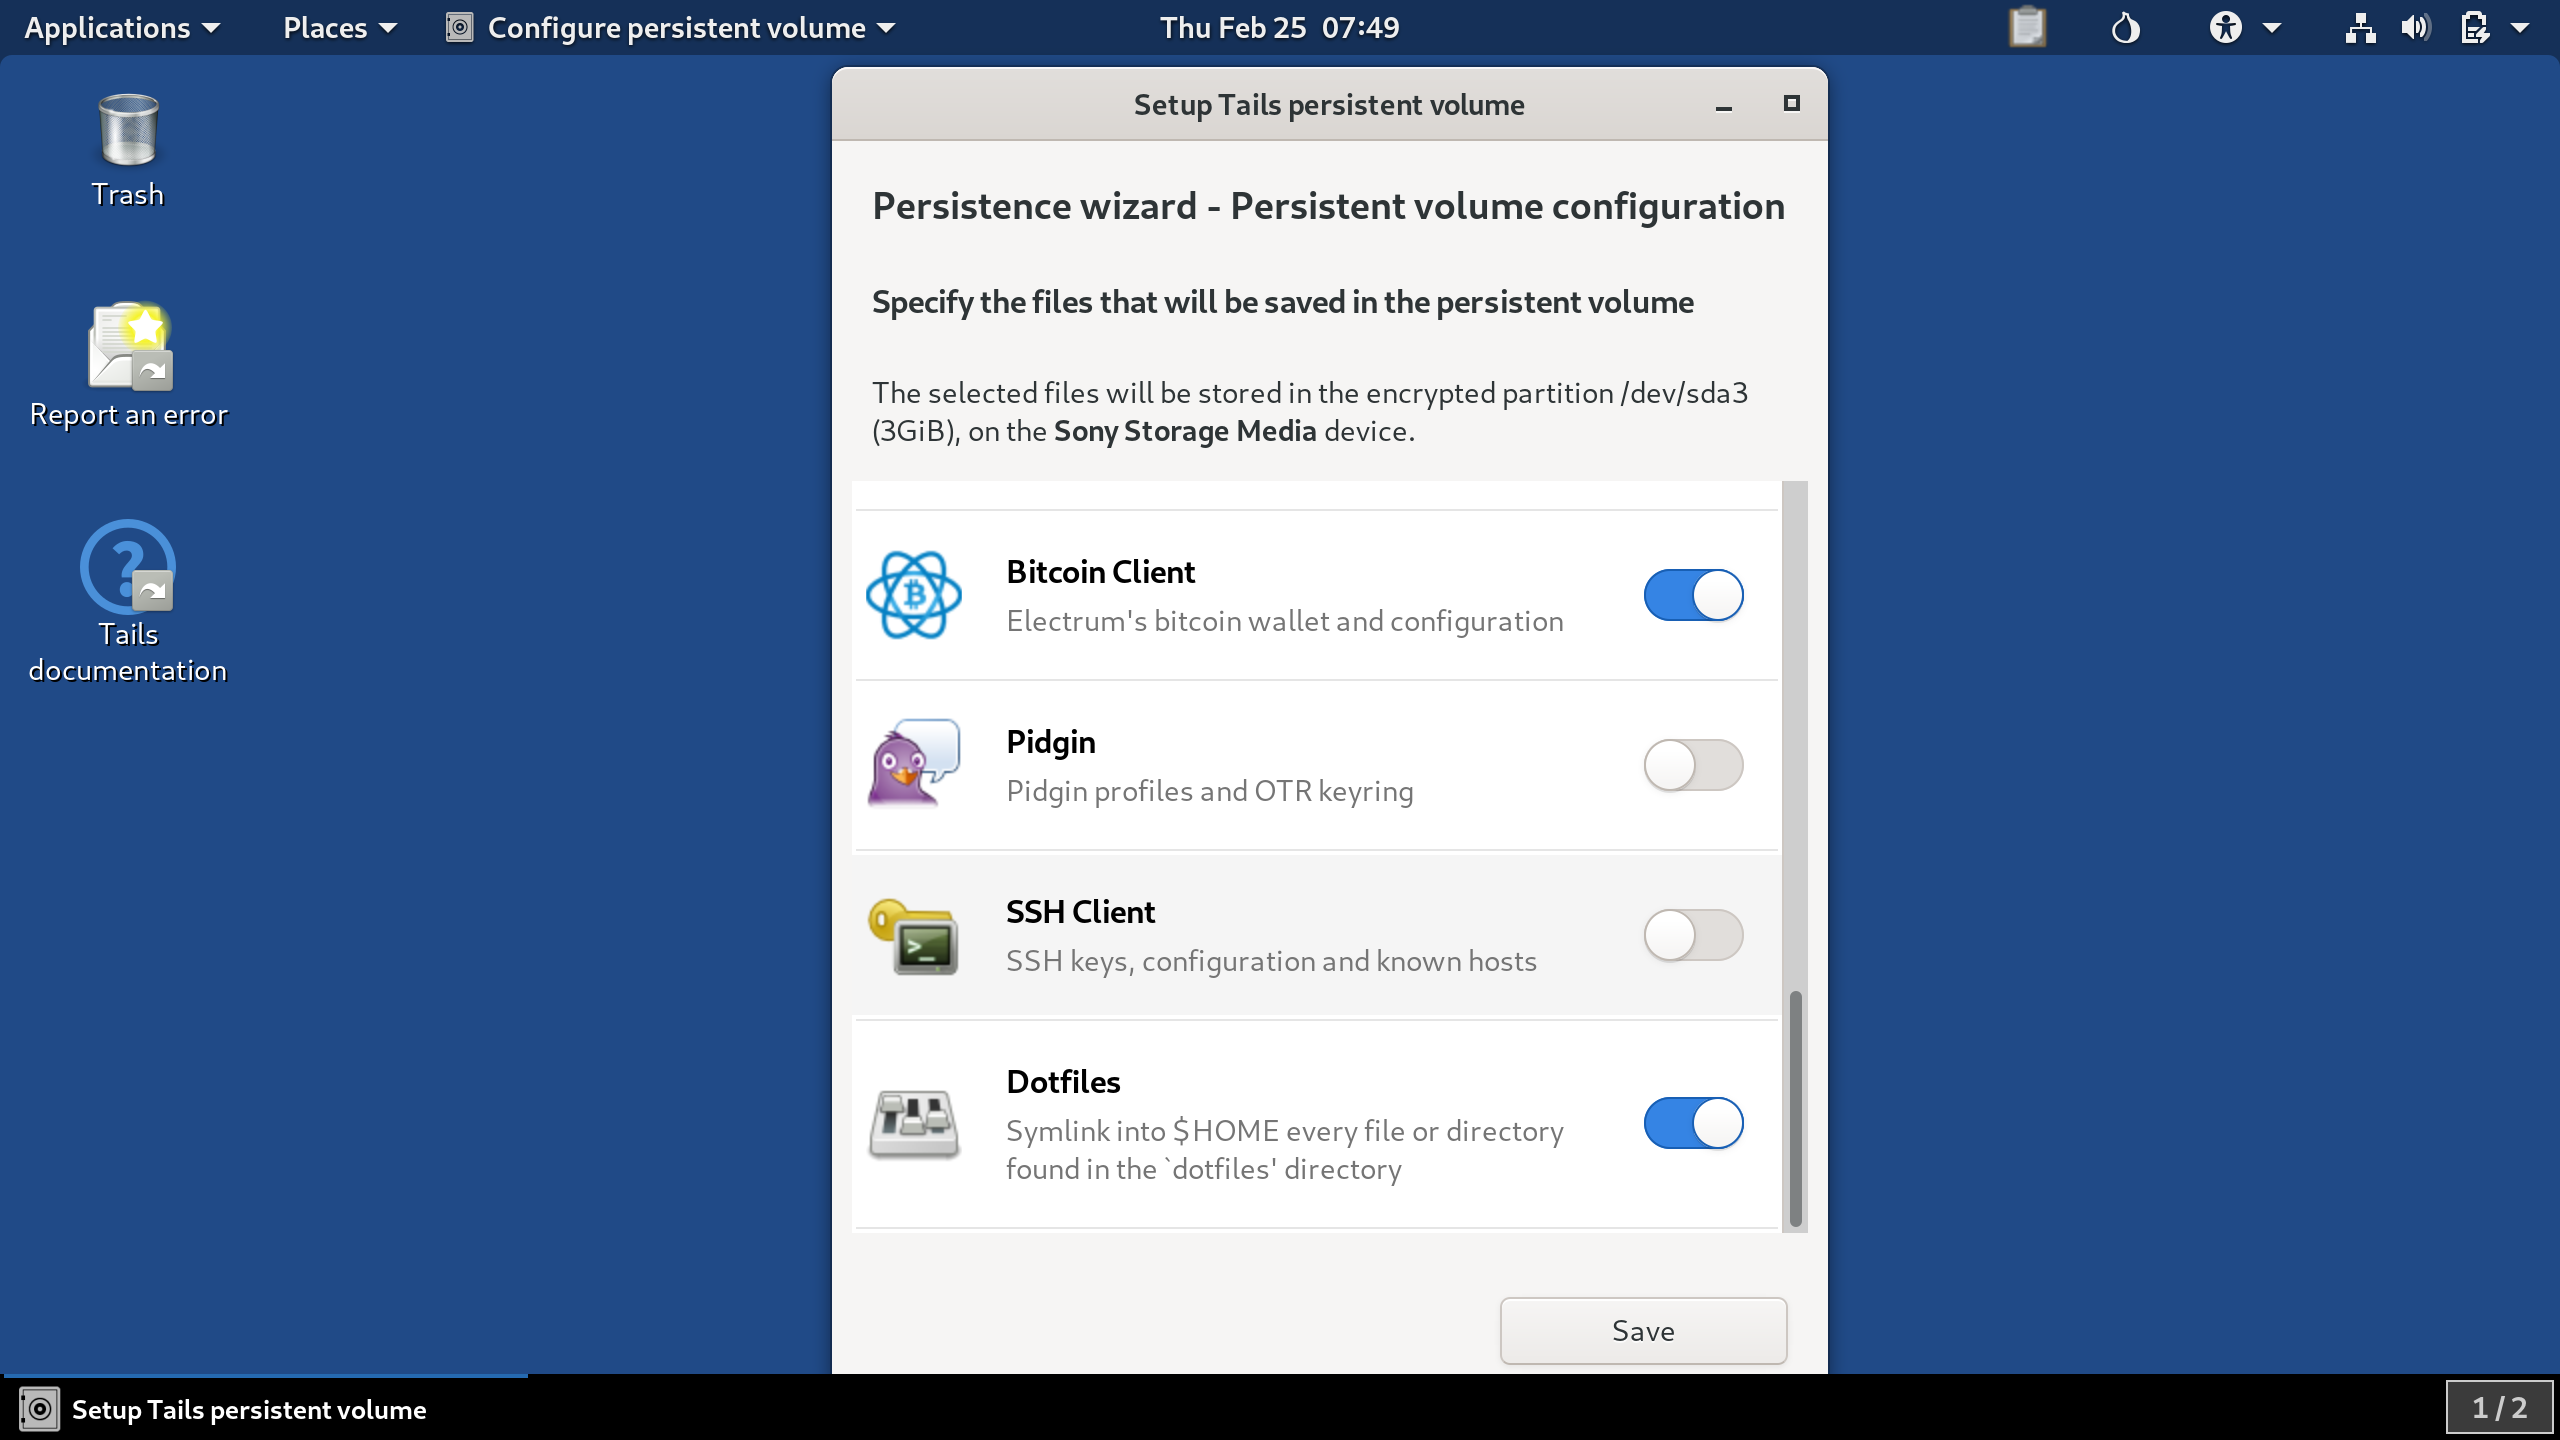 Applications
Places
Configure persistent volume
Thu Feb 25 07:49
Trash
Report an error
Tails
documentation
Setup Tails persistent volume
Persistence wizard - Persistent volume configuration
Specify the files that will be saved in the persistent volume
The selected files will be stored in the encrypted partition /dev/sda3
(3GiB), on the Sony Storage Media device.
Bitcoin Client
Electrum's bitcoin wallet and configuration
Pidgin
Pidgin profiles and OTR keyring
SSH Client
SSH keys, configuration and known hosts
Dotfiles
Symlink into $HOME every file or directory
found in the `dotfiles' directory
Save
Setup Tails persistent volume
1 / 2